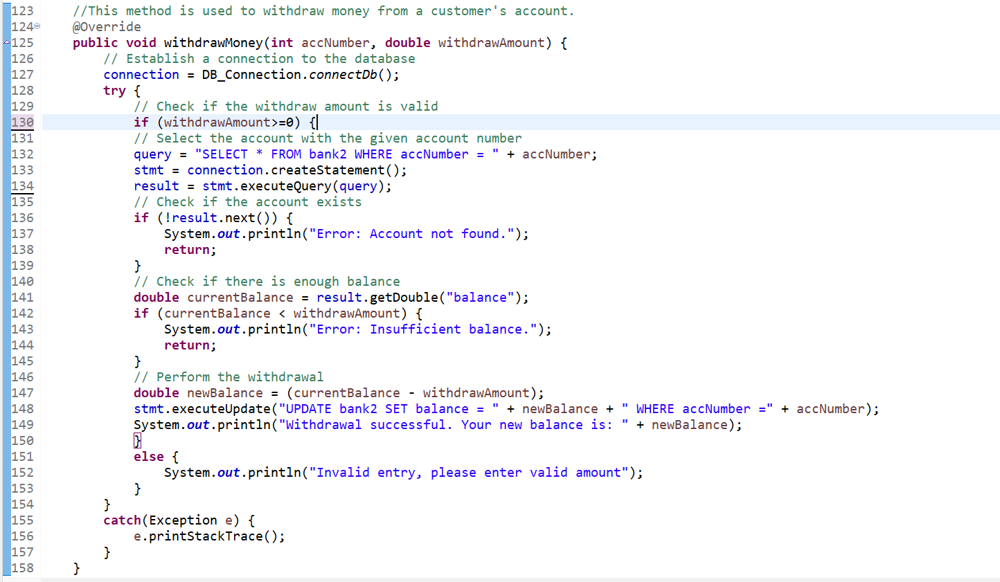 123 //This method is used to withdraw money from a customer's account.
124 @Override
125 public void withdrawMoney(int accNumber, double withdrawAmount) {
126 // Establish a connection to the database
127 connection = DB_Connection.connectDb();
128 try {
129 // Check if the withdraw amount is valid
130 if (withdrawAmount>=0) {
131 // Select the account with the given account number
132 query = "SELECT * FROM bank2 WHERE accNumber = " + accNumber;
133 stmt = connection.createStatement();
134 result = stmt.executeQuery(query);
135 // Check if the account exists
136 if (!result.next()) {
137 System.out.println("Error: Account not found.");
138 return;
139 }
140 // Check if there is enough balance
141 double currentBalance = result.getDouble("balance");
142 if (currentBalance < withdrawAmount) {
143 System.out.println("Error: Insufficient balance.");
144 return;
145 }
146 // Perform the withdrawal
147 double newBalance = (currentBalance - withdrawAmount);
148 stmt.executeUpdate("UPDATE bank2 SET balance = " + newBalance + " WHERE accNumber =" + accNumber);
149 System.out.println("Withdrawal successful. Your new balance is: " + newBalance);
150 }
151 else {
152 System.out.println("Invalid entry, please enter valid amount");
153 }
154 }
155 catch(Exception e) {
156 e.printStackTrace();
157 }
158 }